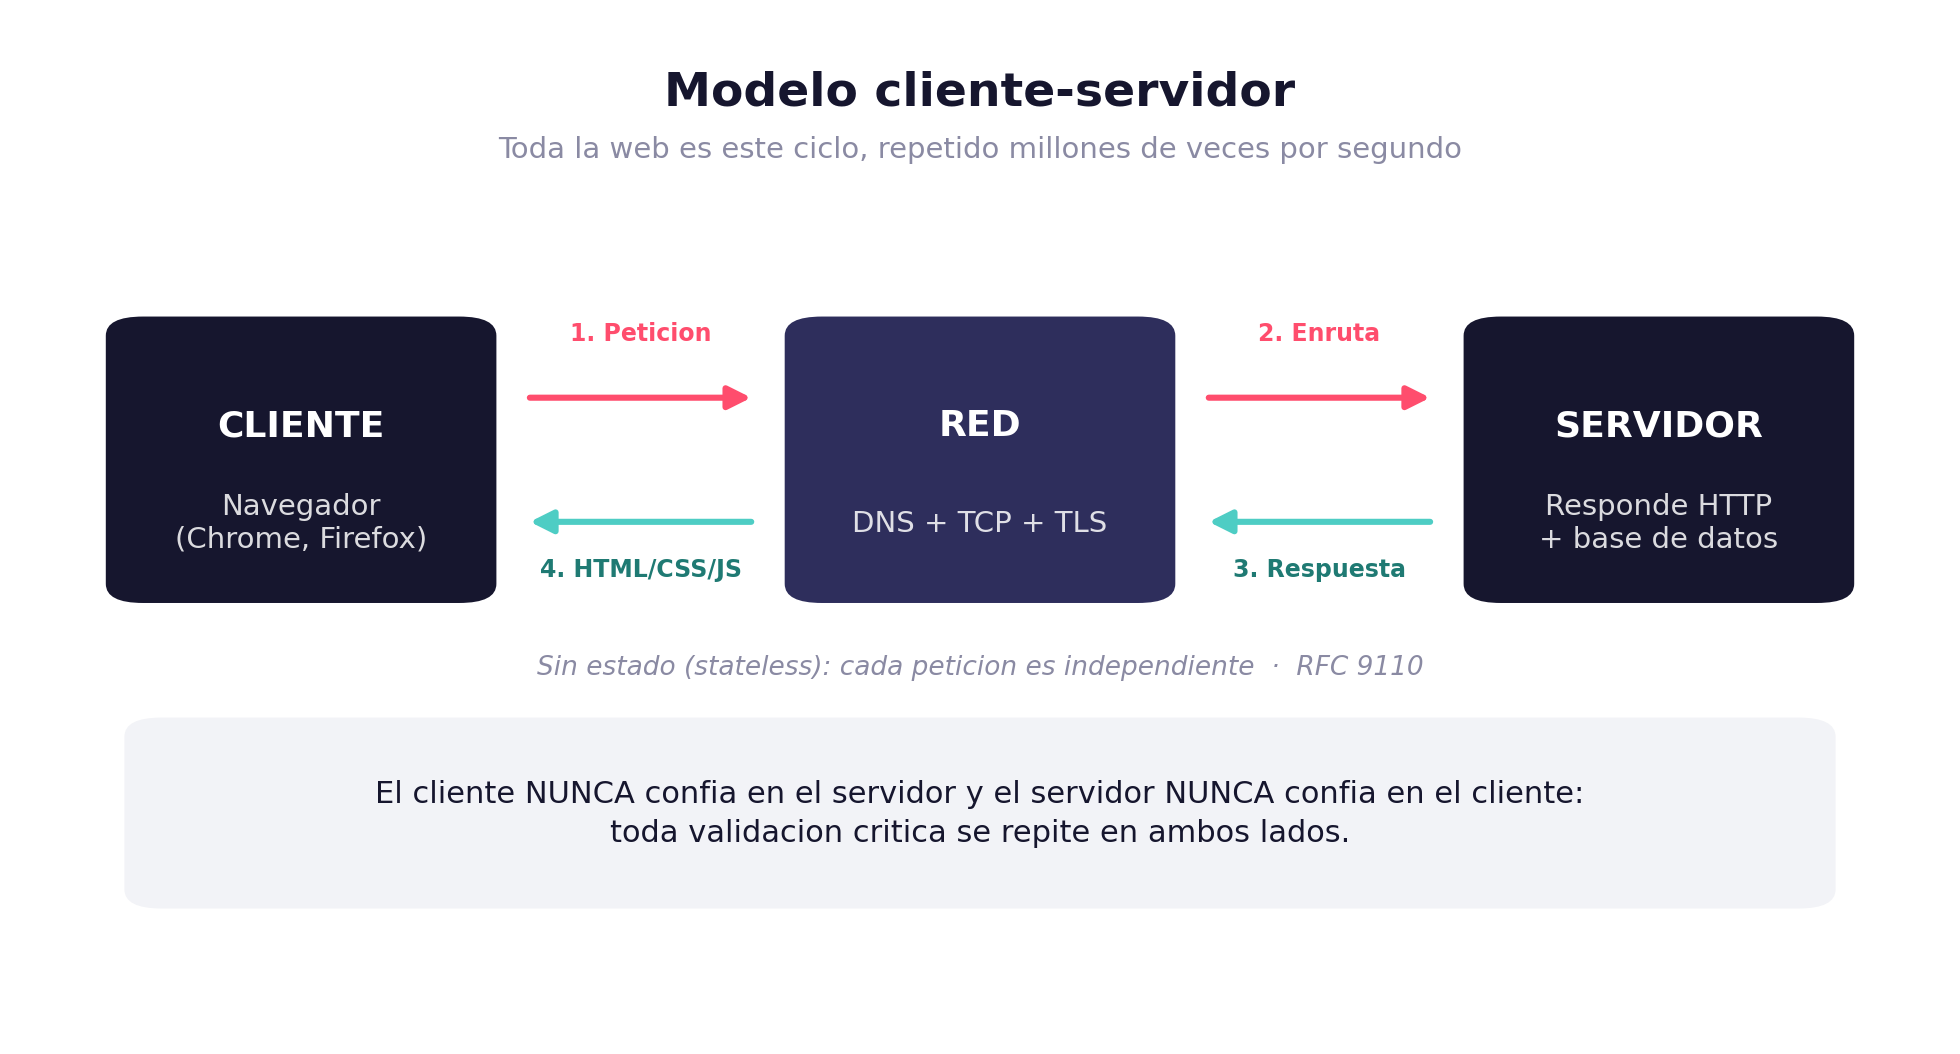 Modelo cliente-servidor
Toda la web es este ciclo, repetido millones de veces por segundo
1. Peticion
2. Enruta
CLIENTE
RED
SERVIDOR
Navegador
(Chrome, Firefox)
DNS + TCP + TLS
Responde HTTP
+ base de datos
4. HTML/CSS/JS
3. Respuesta
Sin estado (stateless): cada peticion es independiente · RFC 9110
El cliente NUNCA confia en el servidor y el servidor NUNCA confia en el cliente:
toda validacion critica se repite en ambos lados.